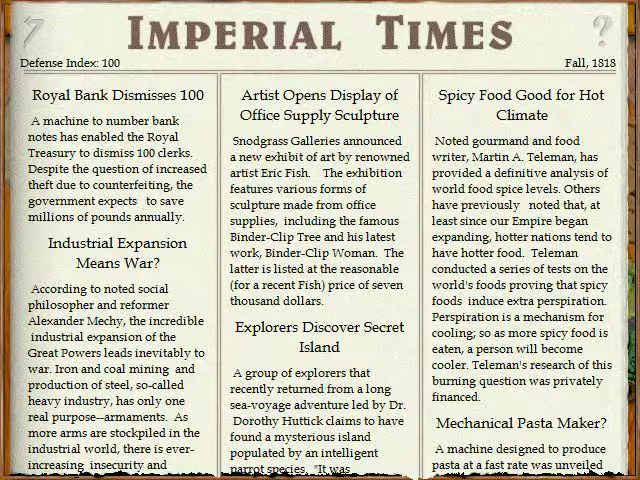 IMPERIAL TIMES
Defense Index: 100
Fall, 1818
Royal Bank Dismisses 100
A machine to number bank
notes has enabled the Royal
Treasury to dismiss 100 clerks.
Despite the question of increased
theft due to counterfeiting, the
government expects to save
millions of pounds annually.
Industrial Expansion
Means War?
According to noted social
philosopher and reformer
Alexander Mechy, the incredible
industrial expansion of the
Great Powers leads inevitably to
war. Iron and coal mining and
production of steel, so-called
heavy industry, has only one
real purpose--armaments. As
more arms are stockpiled in the
industrial world, there is ever-
increasing insecurity and
Artist Opens Display of
Office Supply Sculpture
Snodgrass Galleries announced
a new exhibit of art by renowned
artist Eric Fish. The exhibition
features various forms of
sculpture made from office
supplies, including the famous
Binder-Clip Tree and his latest
work, Binder-Clip Woman. The
latter is listed at the reasonable
(for a recent Fish) price of seven
thousand dollars.
Explorers Discover Secret
Island
A group of explorers that
recently returned from a long
sea-voyage adventure led by Dr.
Dorothy Huttick claims to have
found a mysterious island
populated by an intelligent
parrot species. "It was
Spicy Food Good for Hot
Climate
Noted gourmand and food
writer, Martin A. Teleman, has
provided a definitive analysis of
world food spice levels. Others
have previously noted that, at
least since our Empire began
expanding, hotter nations tend to
have hotter food. Teleman
conducted a series of tests on the
world's foods proving that spicy
foods induce extra perspiration.
Perspiration is a mechanism for
cooling; so as more spicy food is
eaten, a person will become
cooler. Teleman's research of this
burning question was privately
financed.
Mechanical Pasta Maker?
A machine designed to produce
pasta at a fast rate was unveiled